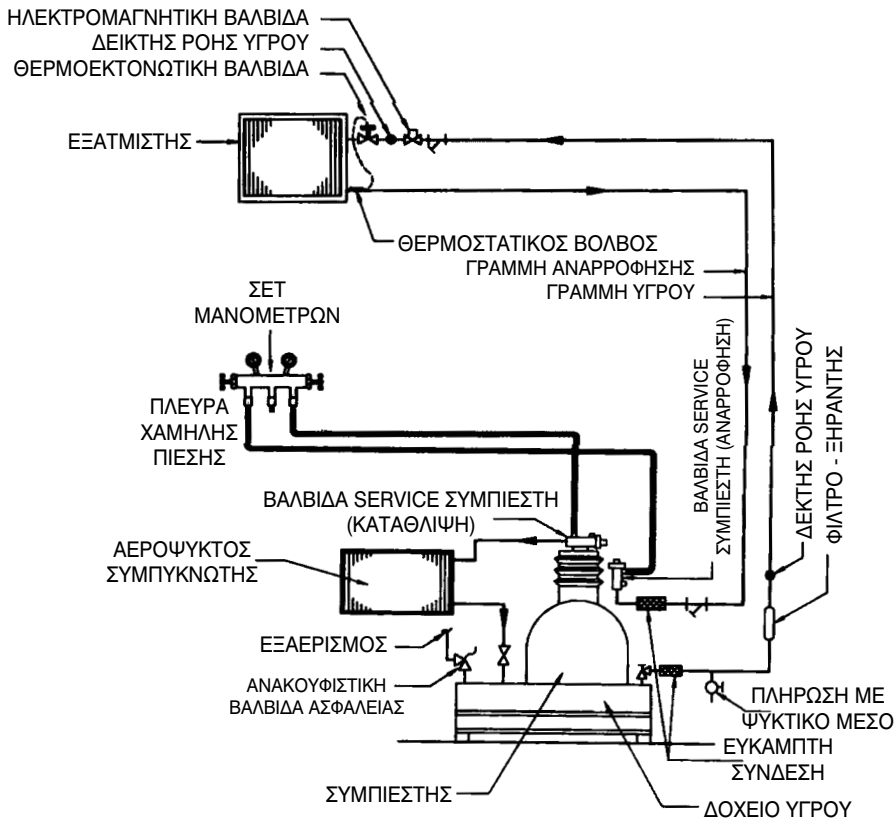 ΗΛΕΚΤΡΟΜΑΓΝΗΤΙΚΗ ΒΑΛΒΙΔΑ
ΔΕΙΚΤΗΣ ΡΟΗΣ ΥΓΡΟΥ
ΘΕΡΜΟΕΚΤΟΝΩΤΙΚΗ ΒΑΛΒΙΔΑ
ΕΞΑΤΜΙΣΤΗΣ
ΘΕΡΜΟΣΤΑΤΙΚΟΣ ΒΟΛΒΟΣ
ΓΡΑΜΜΗ ΑΝΑΡΡΟΦΗΣΗΣ
ΓΡΑΜΜΗ ΥΓΡΟΥ
ΣΕΤ
ΜΑΝΟΜΕΤΡΩΝ
ΠΛΕΥΡΑ
ΧΑΜΗΛΗΣ
ΠΙΕΣΗΣ
ΒΑΛΒΙΔΑ SERVICE
ΣΥΜΠΙΕΣΤΗ (ΑΝΑΡΡΟΦΗΣΗ)
ΔΕΚΤΗΣ ΡΟΗΣ ΥΓΡΟΥ
ΦΙΛΤΡΟ - ΞΗΡΑΝΤΗΣ
ΒΑΛΒΙΔΑ SERVICE ΣΥΜΠΙΕΣΤΗ
(ΚΑΤΑΘΛΙΨΗ)
ΑΕΡΟΨΥΚΤΟΣ
ΣΥΜΠΥΚΝΩΤΗΣ
ΕΞΑΕΡΙΣΜΟΣ
ΑΝΑΚΟΥΦΙΣΤΙΚΗ
ΒΑΛΒΙΔΑ ΑΣΦΑΛΕΙΑΣ
ΠΛΗΡΩΣΗ ΜΕ
ΨΥΚΤΙΚΟ ΜΕΣΟ
ΕΥΚΑΜΠΤΗ
ΣΥΝΔΕΣΗ
ΣΥΜΠΙΕΣΤΗΣ
ΔΟΧΕΙΟ ΥΓΡΟΥ